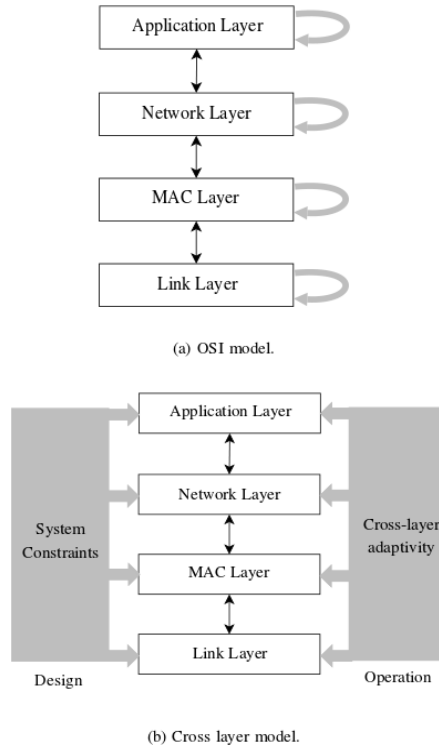 Application Layer
Network Layer
MAC Layer
Link Layer
(a) OSI model.
Application Layer
Network Layer
System
Constraints
Cross-layer
adaptivity
MAC Layer
Link Layer
Design
Operation
(b) Cross layer model.